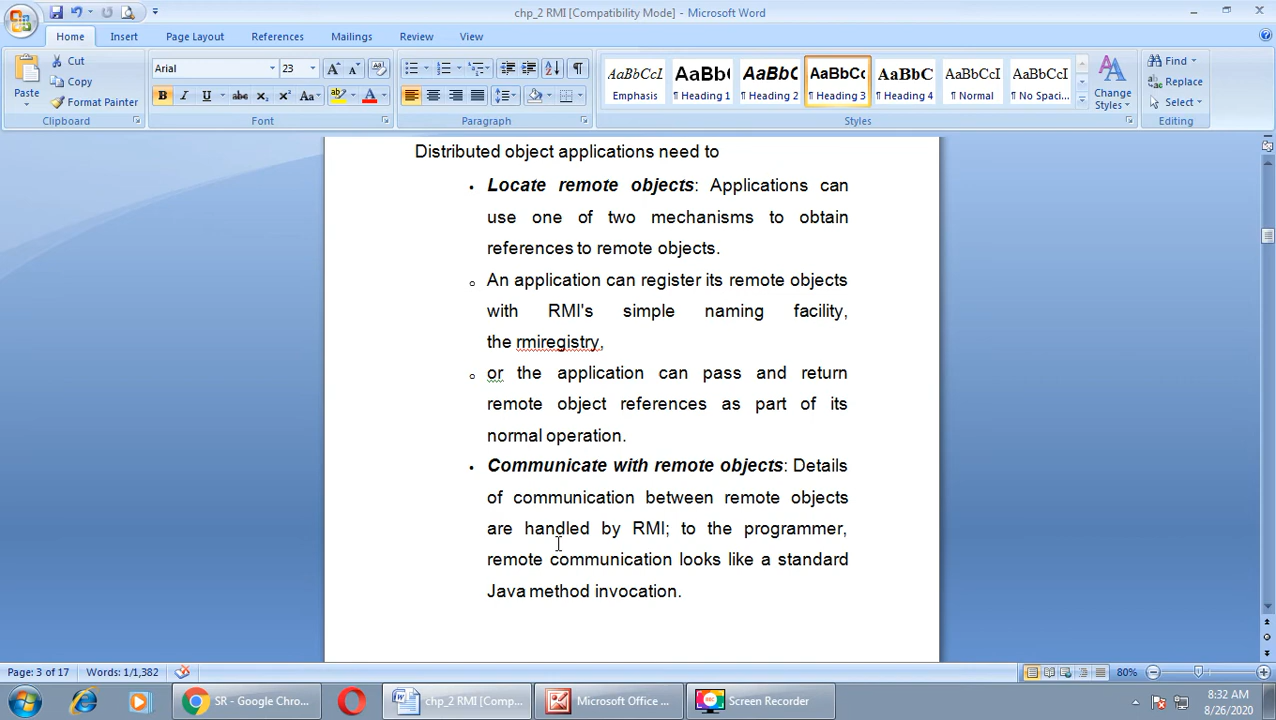 chp_2 RMI [Compatibility Mode] - Microsoft Word
Home Insert Page Layout References Mailings Review View
Paste
Cut
Copy
Format Painter
Clipboard
Arial 23
B I U abc x₂ x² Aa
Font
Paragraph
AaBbCcI AaBb( AaBbC AaBbCc AaBbC AaBbCcI AaBbCcI
Emphasis ¶ Heading 1 ¶ Heading 2 ¶ Heading 3 ¶ Heading 4 ¶ Normal ¶ No Spaci...
Change Styles
Styles
Find
Replace
Select
Editing
Distributed object applications need to
• Locate remote objects: Applications can
use one of two mechanisms to obtain
references to remote objects.
o An application can register its remote objects
with RMI's simple naming facility,
the rmiregistry,
o or the application can pass and return
remote object references as part of its
normal operation.
• Communicate with remote objects: Details
of communication between remote objects
are handled by RMI; to the programmer,
remote communication looks like a standard
Java method invocation.
Page: 3 of 17 Words: 1/1,382 80%
SR - Google Chro... chp_2 RMI [Comp... Microsoft Office ... Screen Recorder
8:32 AM
8/26/2020